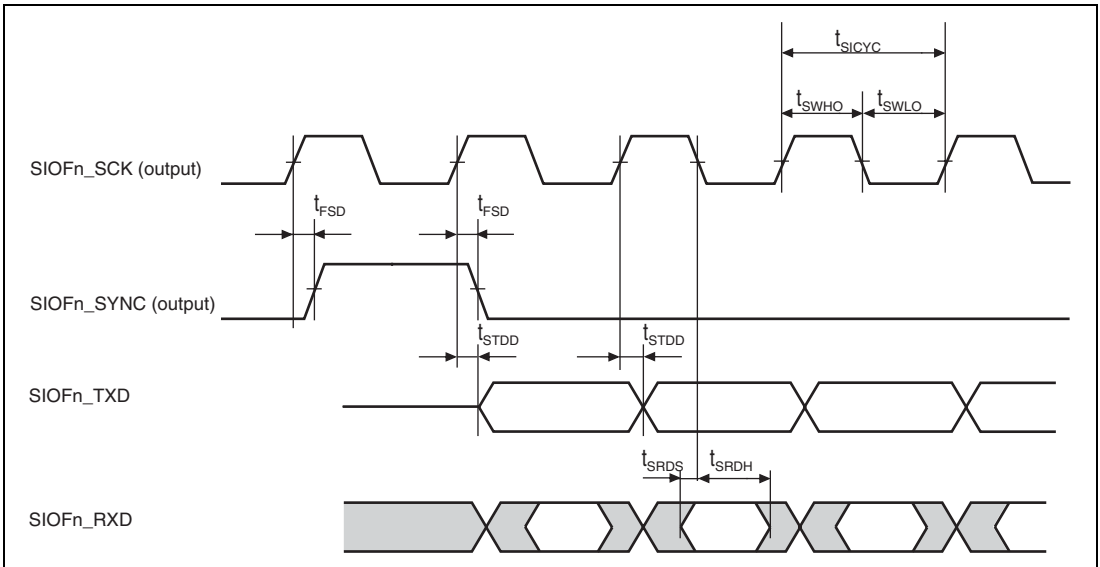 tSICYC
tSWHO tSWLO
SIOFn_SCK (output)
tFSD tFSD
SIOFn_SYNC (output)
tSTDD tSTDD
SIOFn_TXD
tSRDS tSRDH
SIOFn_RXD